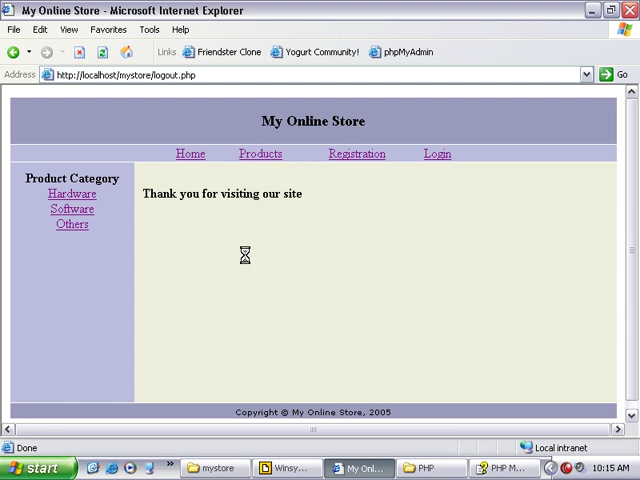 My Online Store - Microsoft Internet Explorer
File Edit View Favorites Tools Help
Links Friendster Clone Yogurt Community! phpMyAdmin
Address http://localhost/mystore/logout.php Go
My Online Store
Home Products Registration Login
Product Category
Hardware
Software
Others
Thank you for visiting our site
Copyright © My Online Store, 2005
Done Local intranet
start » mystore Winsy... My Onl... PHP PHP M... 10:15 AM